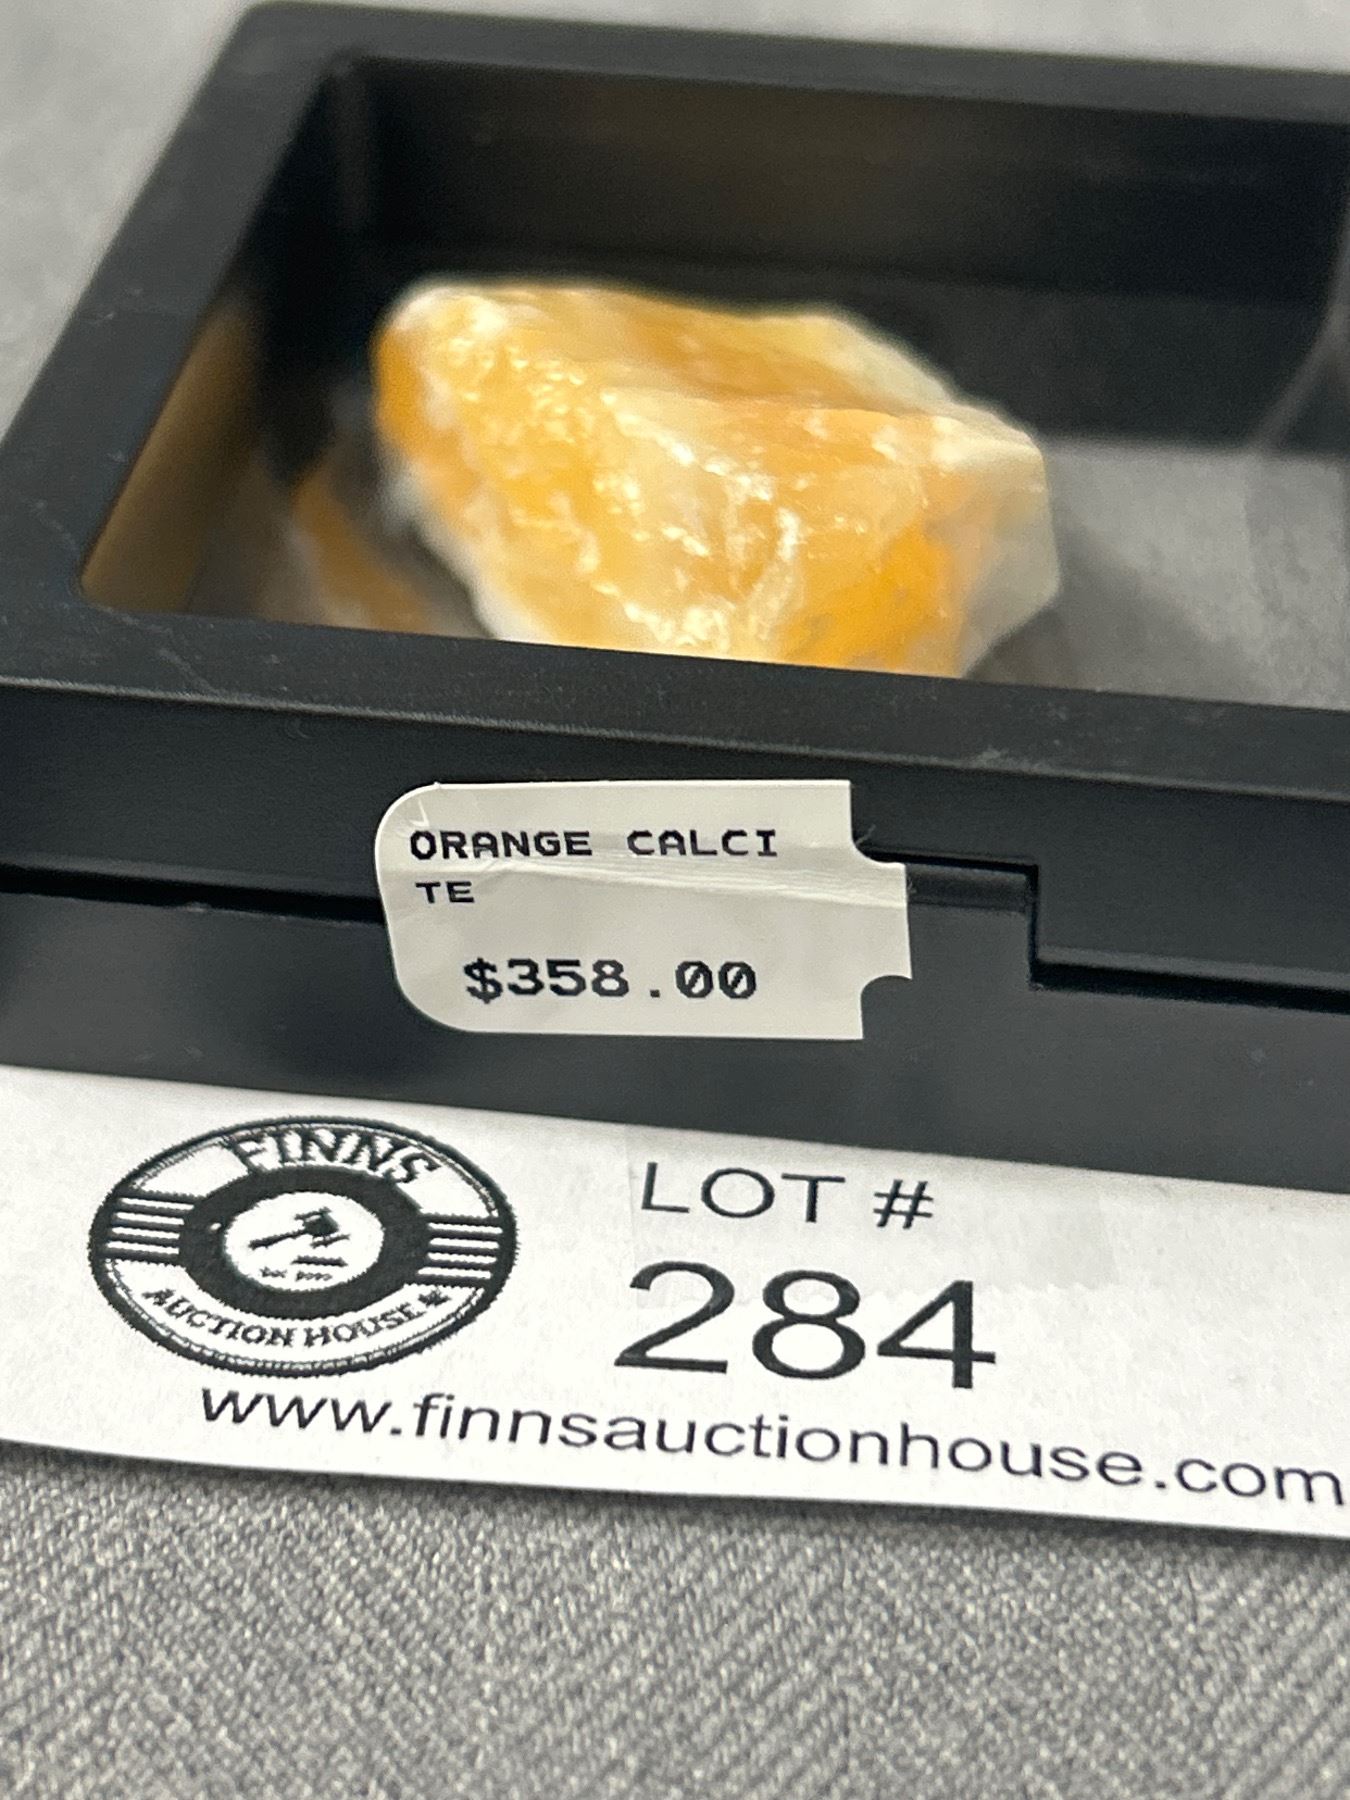 ORANGE CALCI
TE
$358.00
FINNS
AUCTION HOUSE
LOT #
284
www.finnsauctionhouse.com